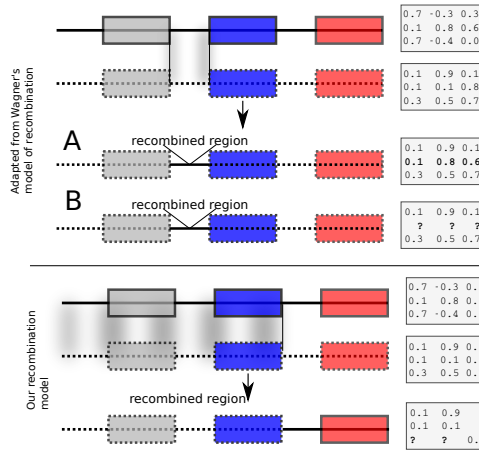 Adapted from Wagner's
model of recombination
0.7 -0.3 0.3
0.1 0.8 0.6
0.7 -0.4 0.0
0.1 0.9 0.1
0.1 0.1 0.8
0.3 0.5 0.7
A
recombined region
0.1 0.9 0.1
0.1 0.8 0.6
0.3 0.5 0.7
B
recombined region
0.1 0.9 0.1
? ? ?
0.3 0.5 0.7
Our recombination
model
0.7 -0.3 0.
0.1 0.8 0.
0.7 -0.4 0.
0.1 0.9 0.
0.1 0.1 0.
0.3 0.5 0.
recombined region
0.1 0.9
0.1 0.1
? ? 0.